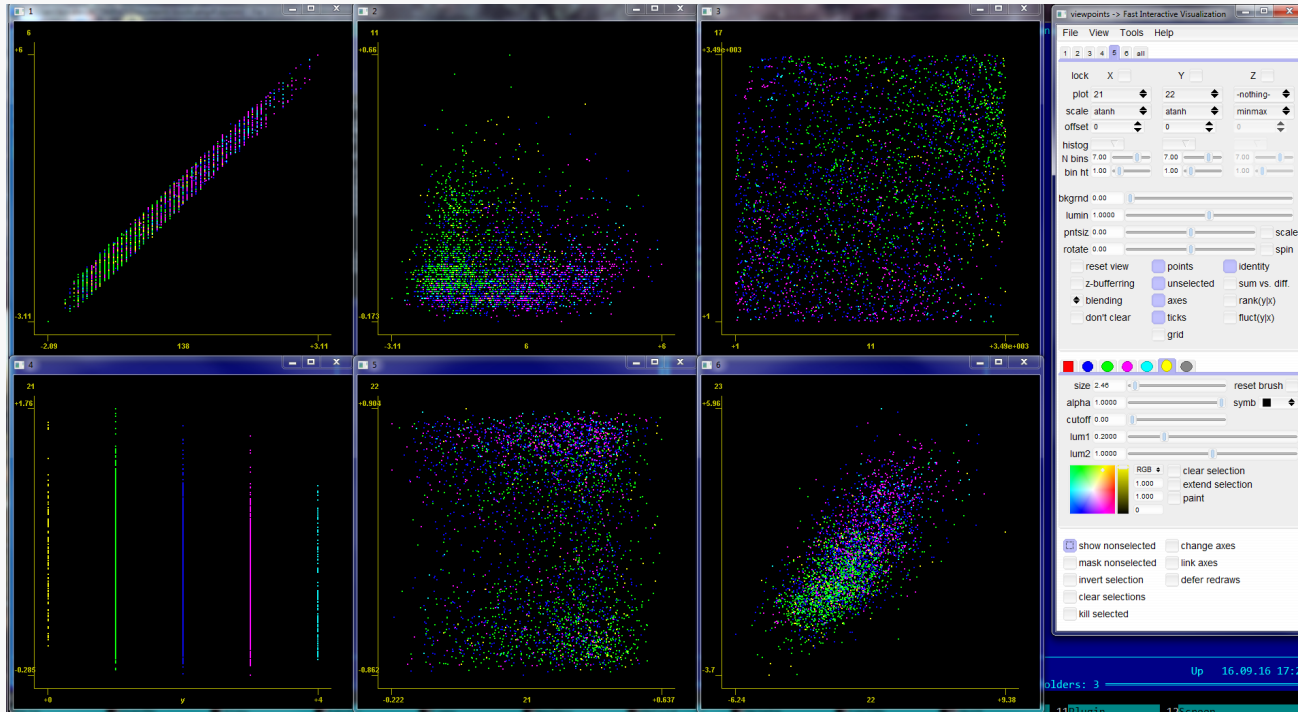 1
6
+6
-3.11
-2.09
138
+3.11
2
11
+0.66
-0.173
-3.11
6
+6
3
17
+3.49e+003
+1
+1
11
+3.49e+003
4
21
+1.76
-0.285
+0
y
+4
5
22
+0.904
-0.862
-0.222
21
+0.637
6
23
+5.96
-3.7
-6.24
22
+9.38
viewpoints -> Fast Interactive Visualization
File View Tools Help
1 2 3 4 5 6 all
lock X Y Z
plot 21 22 -nothing-
scale atanh atanh minmax
offset 0 0 0
histog
N bins 7.00 7.00 7.00
bin ht 1.00 1.00 1.00
bkgrnd 0.00
lumin 1.0000
pntsiz 0.00 scale
rotate 0.00 spin
reset view points identity
z-bufferring unselected sum vs. diff.
blending axes rank(y|x)
don't clear ticks fluct(y|x)
grid
size 2.46 reset brush
alpha 1.0000 symb
cutoff 0.00
lum1 0.2000
lum2 1.0000
RGB clear selection
1.000 extend selection
1.000 paint
0
show nonselected change axes
mask nonselected link axes
invert selection defer redraws
clear selections
kill selected
Up 16.09.16 17:2
olders: 3